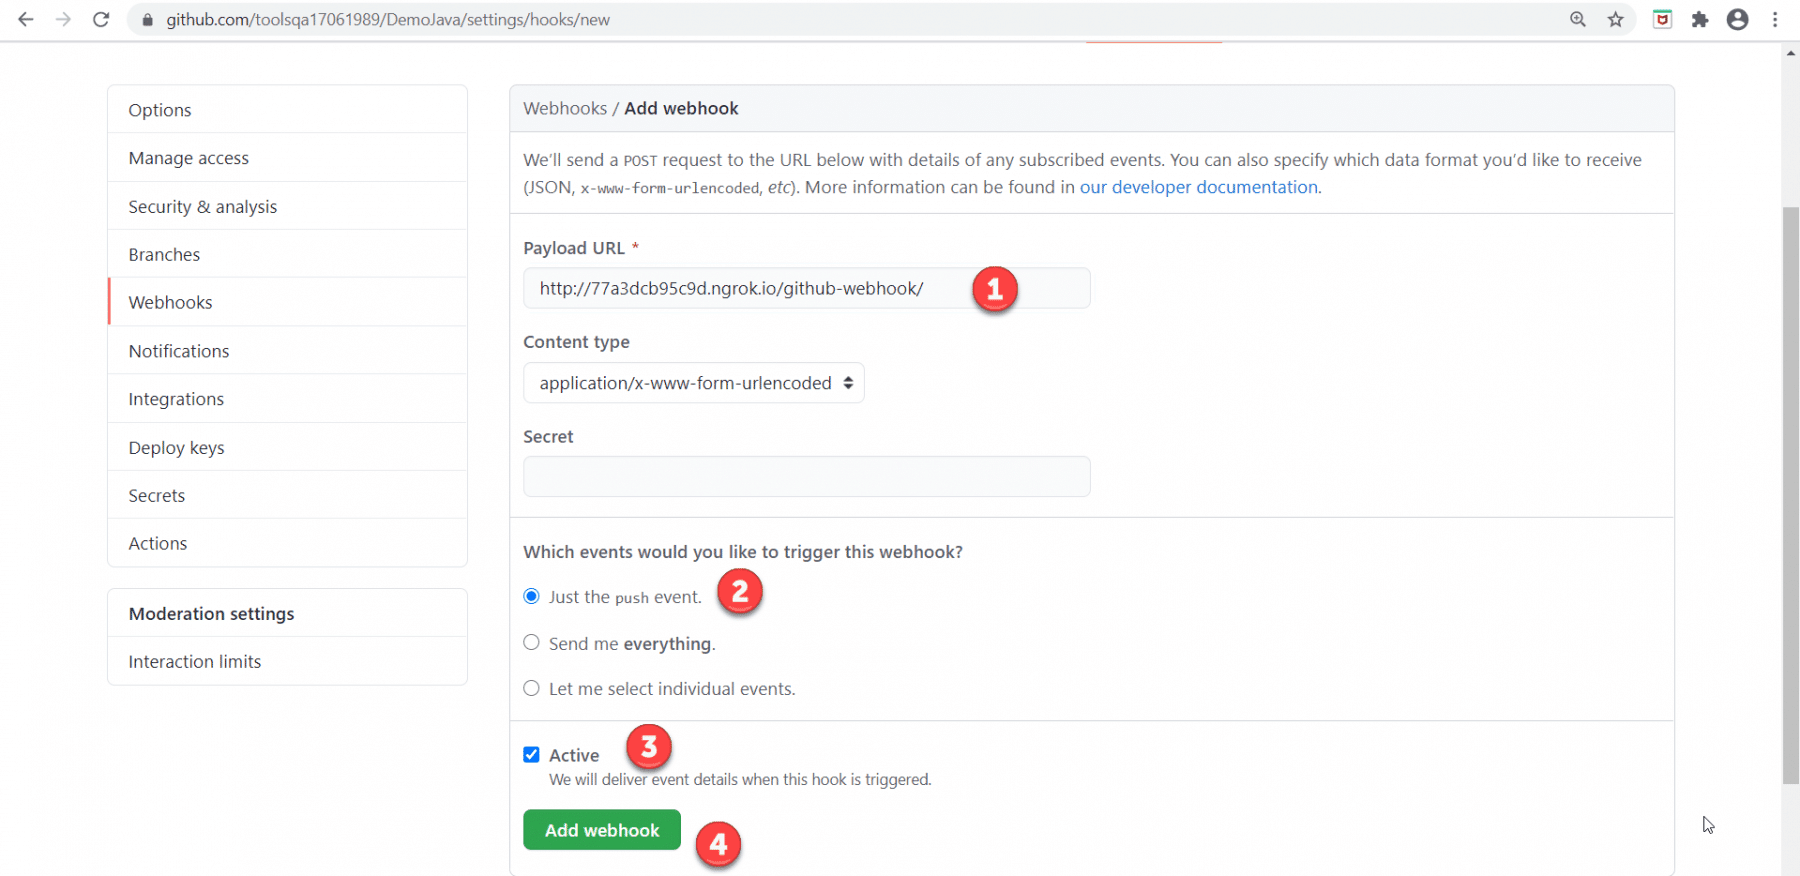 github.com/toolsqa17061989/DemoJava/settings/hooks/new
Options
Manage access
Security & analysis
Branches
Webhooks
Notifications
Integrations
Deploy keys
Secrets
Actions
Moderation settings
Interaction limits
Webhooks / Add webhook
We'll send a POST request to the URL below with details of any subscribed events. You can also specify which data format you'd like to receive
(JSON, x-www-form-urlencoded, etc). More information can be found in our developer documentation.
Payload URL *
http://77a3dcb95c9d.ngrok.io/github-webhook/ 1
Content type
application/x-www-form-urlencoded
Secret
Which events would you like to trigger this webhook?
Just the push event. 2
Send me everything.
Let me select individual events.
Active 3
We will deliver event details when this hook is triggered.
Add webhook 4